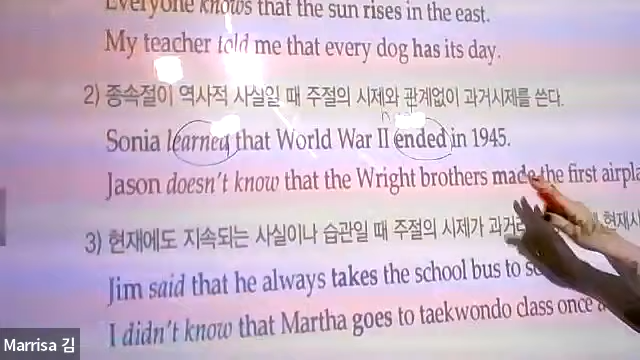 Everyone knows that the sun rises in the east.
My teacher told me that every dog has its day.
2) 종속절이 역사적 사실일 때 주절의 시제와 관계없이 과거시제를 쓴다.
Sonia learned that World War II ended in 1945.
Jason doesn't know that the Wright brothers made the first
3) 현재에도 지속되는 사실이나 습관일 때 주절의 시제가
Jim said that he always takes the school bus to
I didn't know that Martha goes to taekwondo class once
Marrisa 김